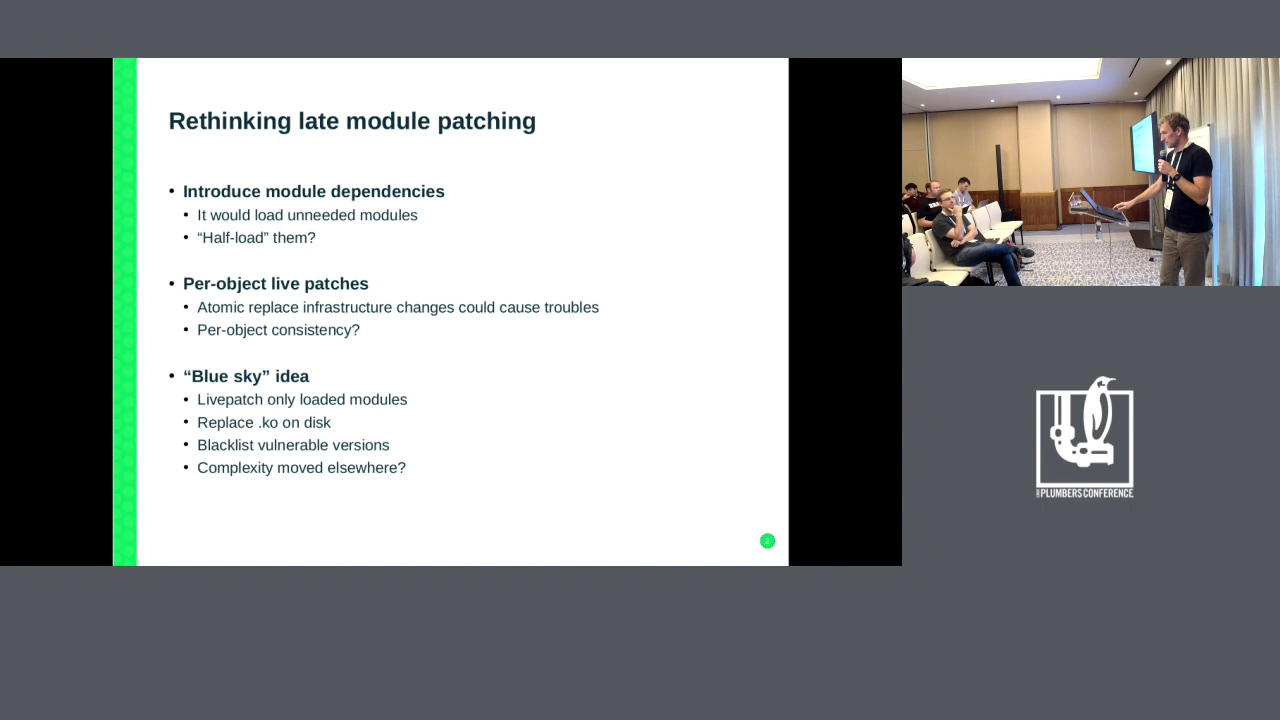 Rethinking late module patching
• Introduce module dependencies
• It would load unneeded modules
• “Half-load” them?
• Per-object live patches
• Atomic replace infrastructure changes could cause troubles
• Per-object consistency?
• “Blue sky” idea
• Livepatch only loaded modules
• Replace .ko on disk
• Blacklist vulnerable versions
• Complexity moved elsewhere?
2
PLUMBERS CONFERENCE